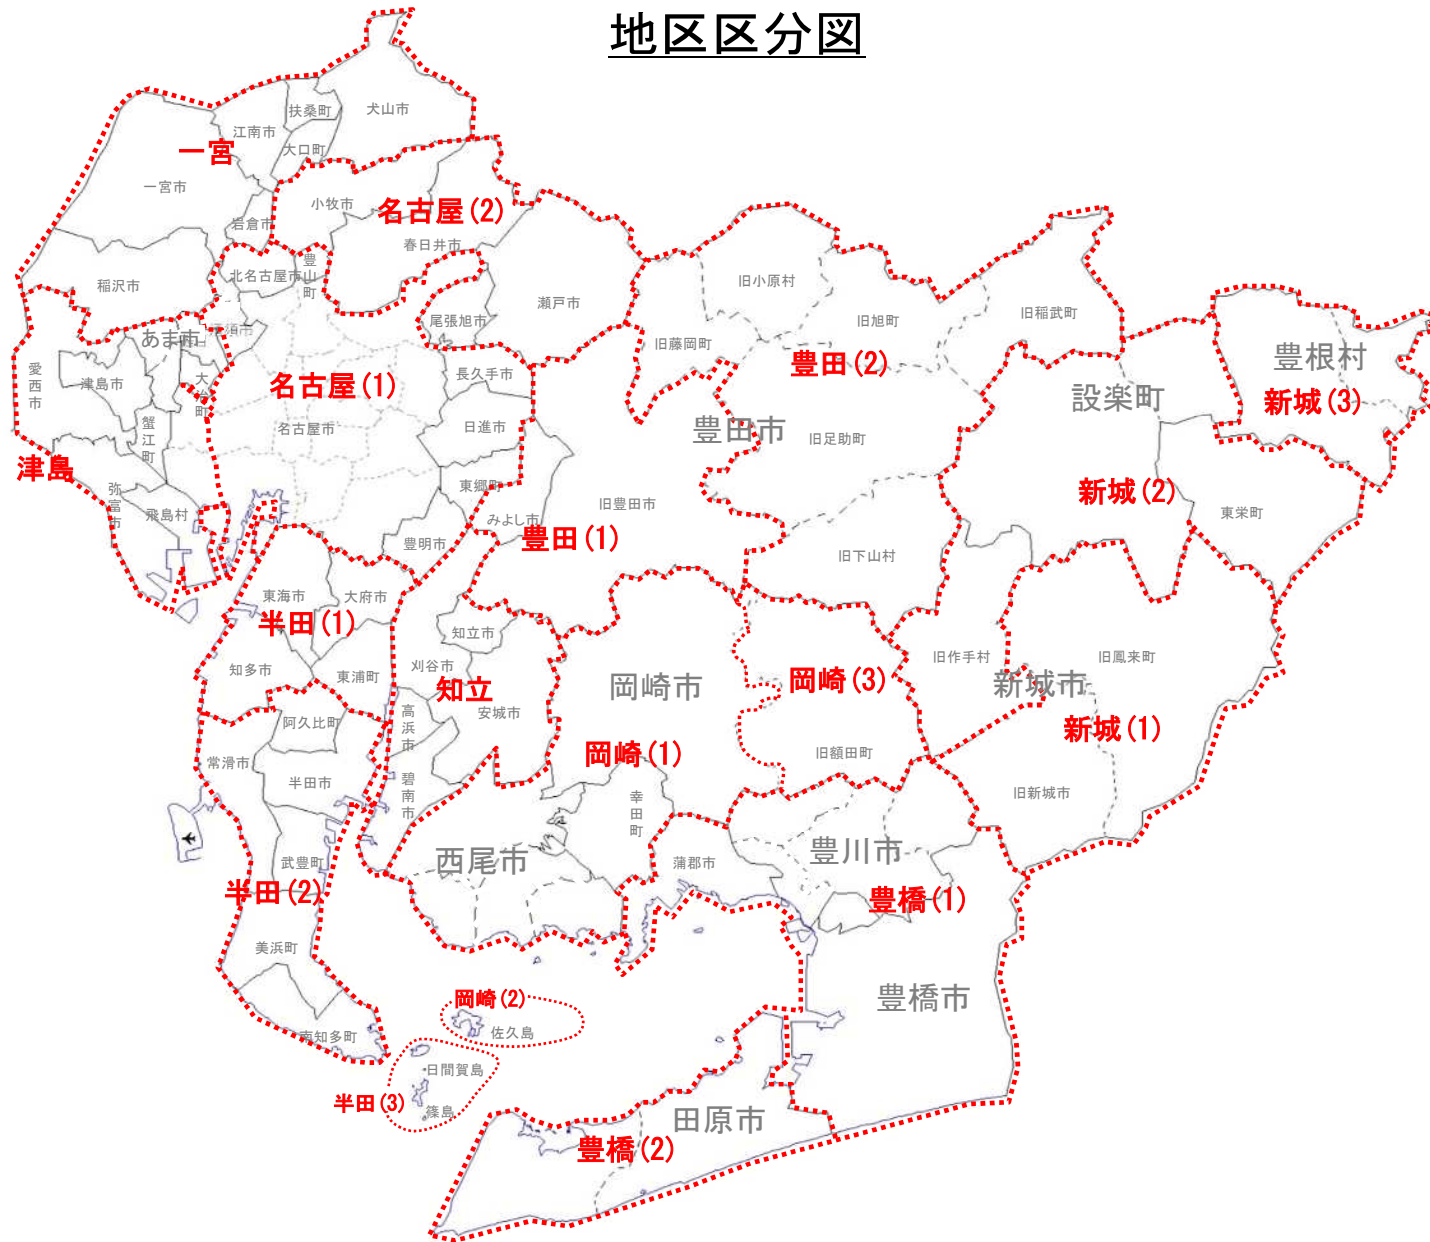 地区区分図
犬山市
扶桑町
江南市
大口町
一宮
一宮市
小牧市
名古屋(2)
岩倉市
春日井市
北名古屋市
豊山町
稲沢市
瀬戸市
旧小原村
旧稲武町
尾張旭市
旧旭町
あま市
清須市
旧藤岡町
豊田(2)
豊根村
愛西市
津島市
大治町
名古屋(1)
長久手市
設楽町
新城(3)
蟹江町
名古屋市
日進市
豊田市
旧足助町
津島
東郷町
新城(2)
弥富市
飛島村
みよし市
旧豊田市
東栄町
豊明市
豊田(1)
旧下山村
東海市
大府市
半田(1)
知立市
旧作手村
旧鳳来町
知多市
東浦町
刈谷市
知立
岡崎市
岡崎(3)
新城市
高浜市
安城市
阿久比町
新城(1)
常滑市
岡崎(1)
旧額田町
半田市
碧南市
幸田町
旧新城市
武豊町
西尾市
蒲郡市
豊川市
半田(2)
豊橋(1)
美浜町
岡崎(2)
豊橋市
佐久島
南知多町
日間賀島
半田(3)
篠島
田原市
豊橋(2)